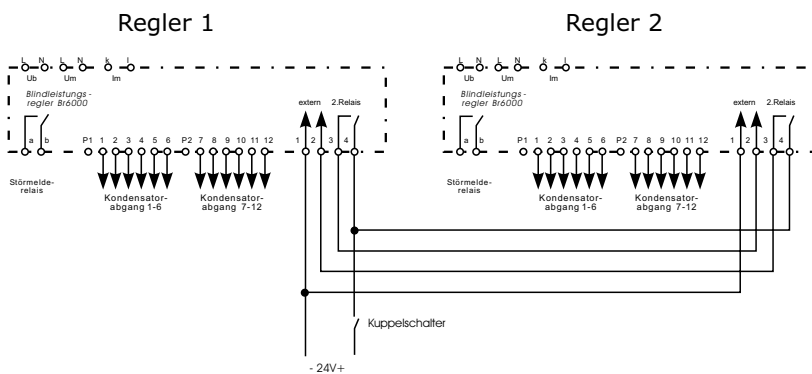 Regler 1
Regler 2
L N L N k l
Ub Um Im
Blindleistungs -
regler Br6000
extern 2.Relais
a b P1 1 2 3 4 5 6 P2 7 8 9 10 11 12 1 2 3 4
Störmelde-
relais
Kondensator-
abgang 1-6
Kondensator-
abgang 7-12
L N L N k l
Ub Um Im
Blindleistungs -
regler Br6000
extern 2.Relais
a b P1 1 2 3 4 5 6 P2 7 8 9 10 11 12 1 2 3 4
Störmelde-
relais
Kondensator-
abgang 1-6
Kondensator-
abgang 7-12
Kuppelschalter
- 24V+